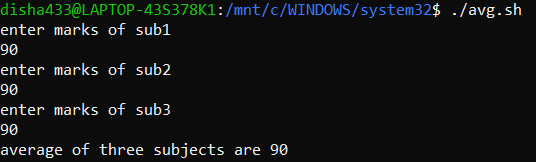 disha433@LAPTOP-43S378K1:/mnt/c/WINDOWS/system32$ ./avg.sh
enter marks of sub1
90
enter marks of sub2
90
enter marks of sub3
90
average of three subjects are 90